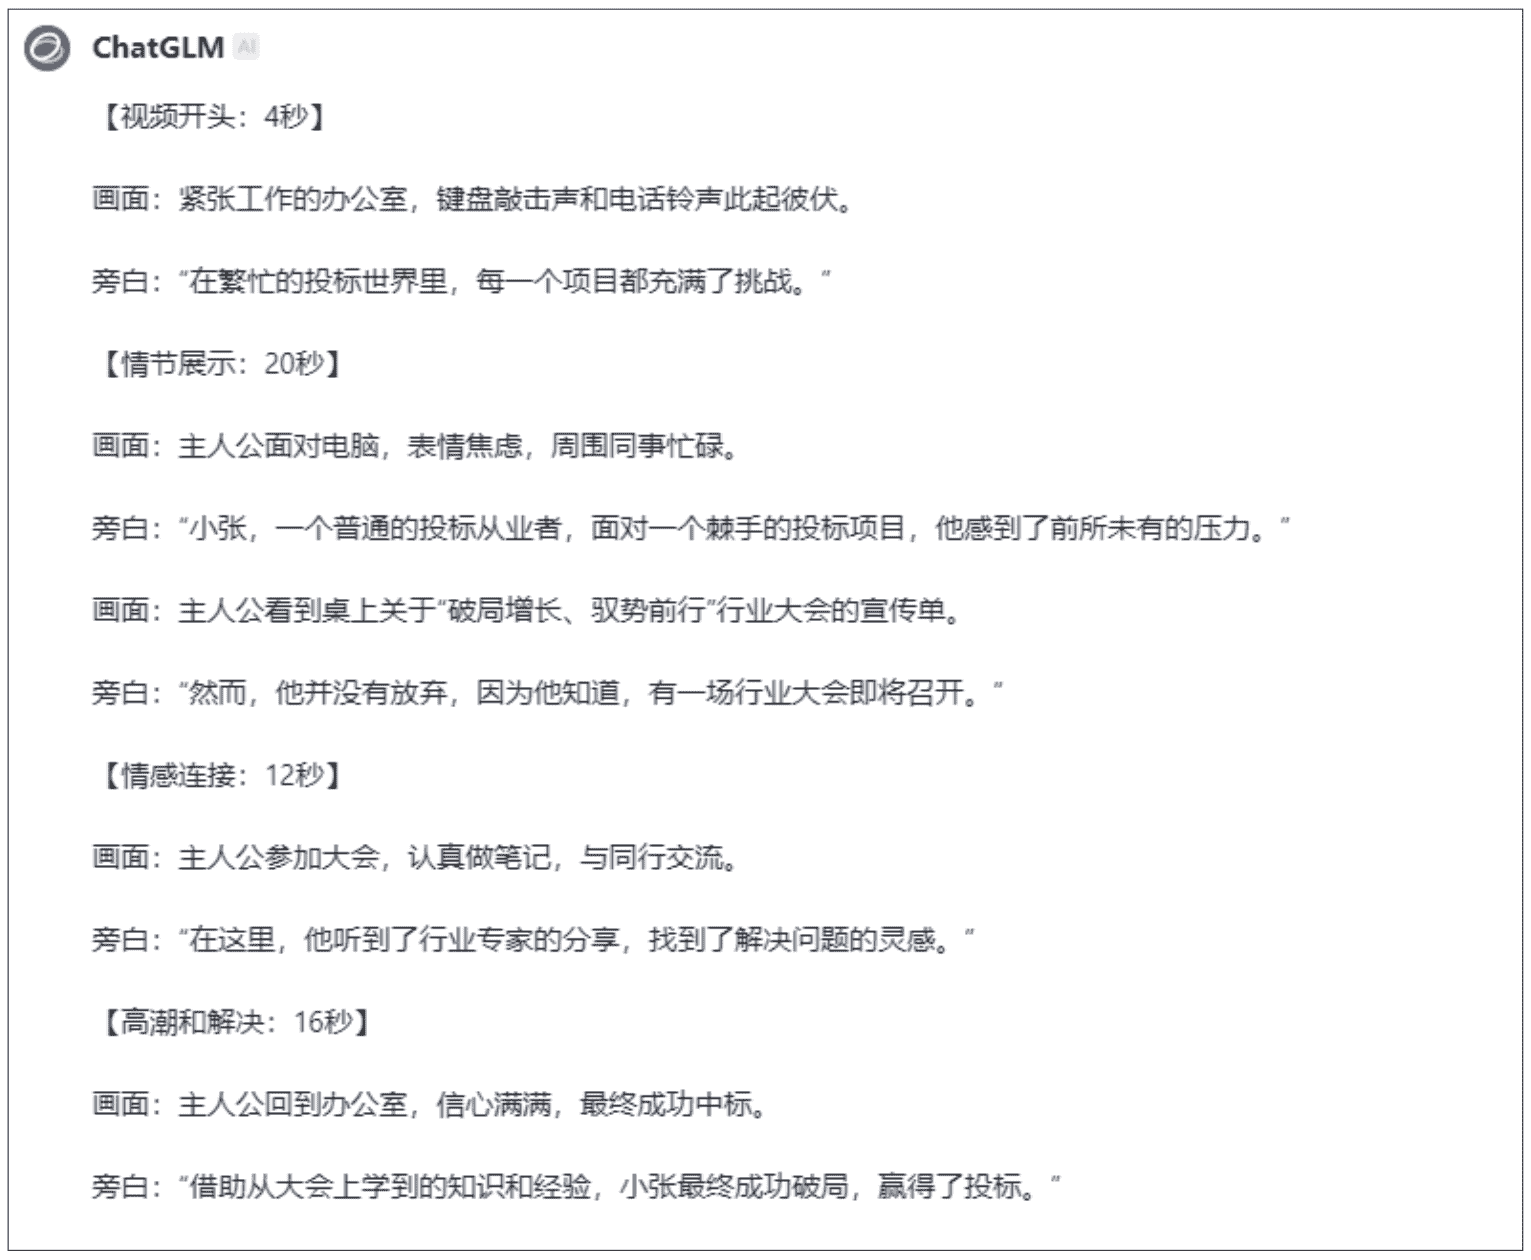 ChatGLM AI
【视频开头：4秒】
画面：紧张工作的办公室，键盘敲击声和电话铃声此起彼伏。
旁白：“在繁忙的投标世界里，每一个项目都充满了挑战。”
【情节展示：20秒】
画面：主人公面对电脑，表情焦虑，周围同事忙碌。
旁白：“小张，一个普通的投标从业者，面对一个棘手的投标项目，他感到了前所未有的压力。”
画面：主人公看到桌上关于“破局增长、驭势前行”行业大会的宣传单。
旁白：“然而，他并没有放弃，因为他知道，有一场行业大会即将召开。”
【情感连接：12秒】
画面：主人公参加大会，认真做笔记，与同行交流。
旁白：“在这里，他听到了行业专家的分享，找到了解决问题的灵感。”
【高潮和解决：16秒】
画面：主人公回到办公室，信心满满，最终成功中标。
旁白：“借助从大会上学到的知识和经验，小张最终成功破局，赢得了投标。”